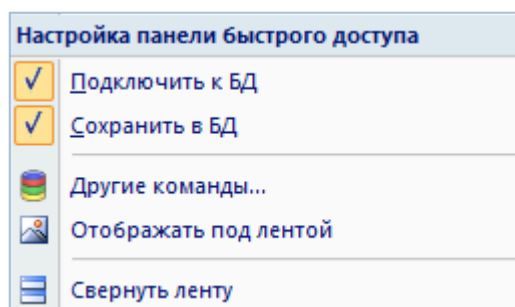 Настройка панели быстрого доступа
Подключить к БД
Сохранить в БД
Другие команды...
Отображать под лентой
Свернуть ленту